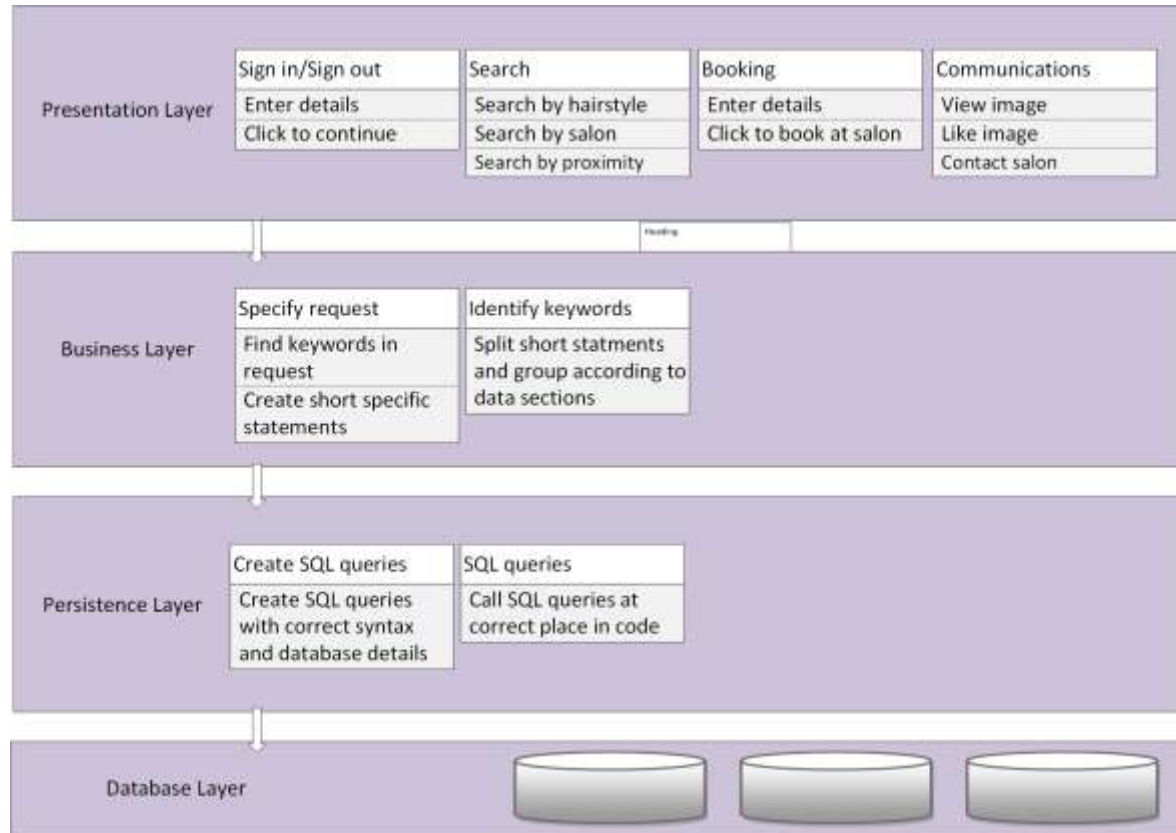 Presentation Layer
Sign in/Sign out
Enter details
Click to continue
Search
Search by hairstyle
Search by salon
Search by proximity
Booking
Enter details
Click to book at salon
Communications
View image
Like image
Contact salon
Heading
Business Layer
Specify request
Find keywords in
request
Create short specific
statements
Identify keywords
Split short statments
and group according to
data sections
Persistence Layer
Create SQL queries
Create SQL queries
with correct syntax
and database details
SQL queries
Call SQL queries at
correct place in code
Database Layer